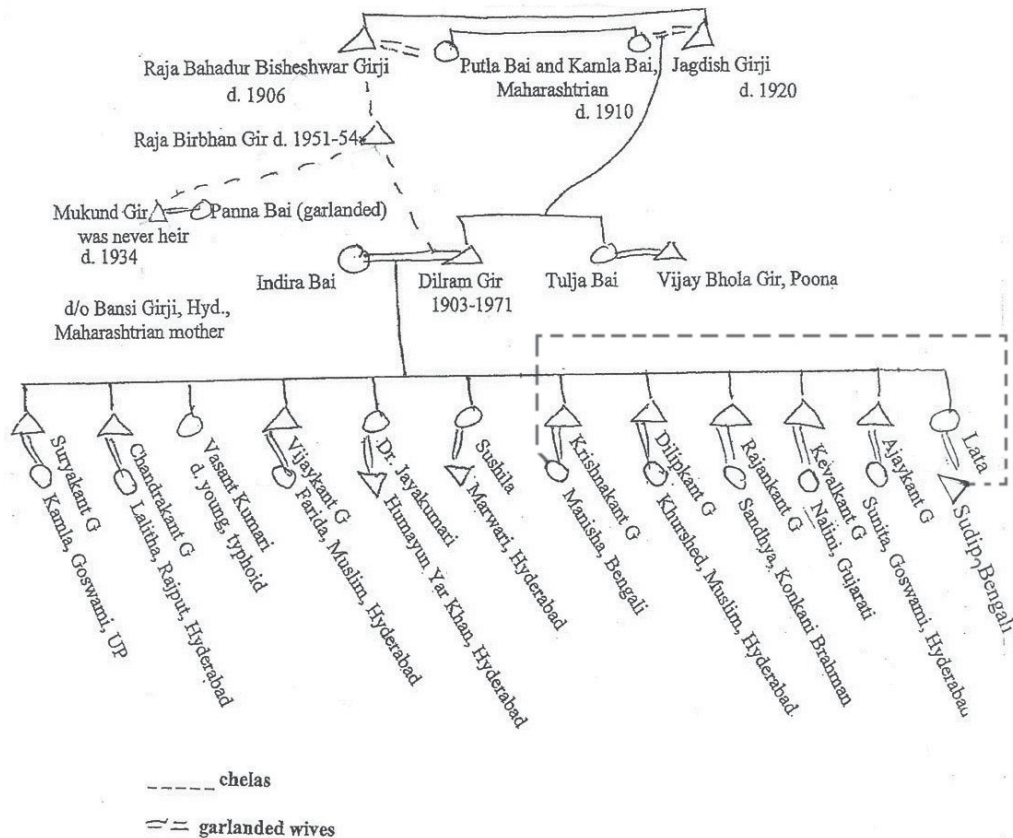 Raja Bahadur Bisheshwar Girji
d. 1906
Putla Bai and Kamla Bai,
Maharashtrian
d. 1910
Jagdish Girji
d. 1920
Raja Birbhan Gir d. 1951-54
Mukund Gir
was never heir
d. 1934
Panna Bai (garlanded)
Indira Bai
d/o Bansi Girji, Hyd.,
Maharashtrian mother
Dilram Gir
1903-1971
Tulja Bai
Vijay Bhola Gir, Poona
Suryakant G
Kamla, Goswami, UP
Chandrakant G
Lalitha, Rajput, Hyderabad
Vasant Kumari
d. young, typhoid
Vijaykant G
Farida, Muslim, Hyderabad
Dr. Jayakumari
Humayun Yar Khan, Hyderabad
Sushila
Marwari, Hyderabad
Krishnakant G
Manisha, Bengali
Dilipkant G
Khurshed, Muslim, Hyderabad
Rajankant G
Sandhya, Konkani Brahman
Kevalkant G
Nalini, Gujarati
Ajaykant G
Sunita, Goswami, Hyderabad
Lata
Sudip, Bengali
chelas
garlanded wives